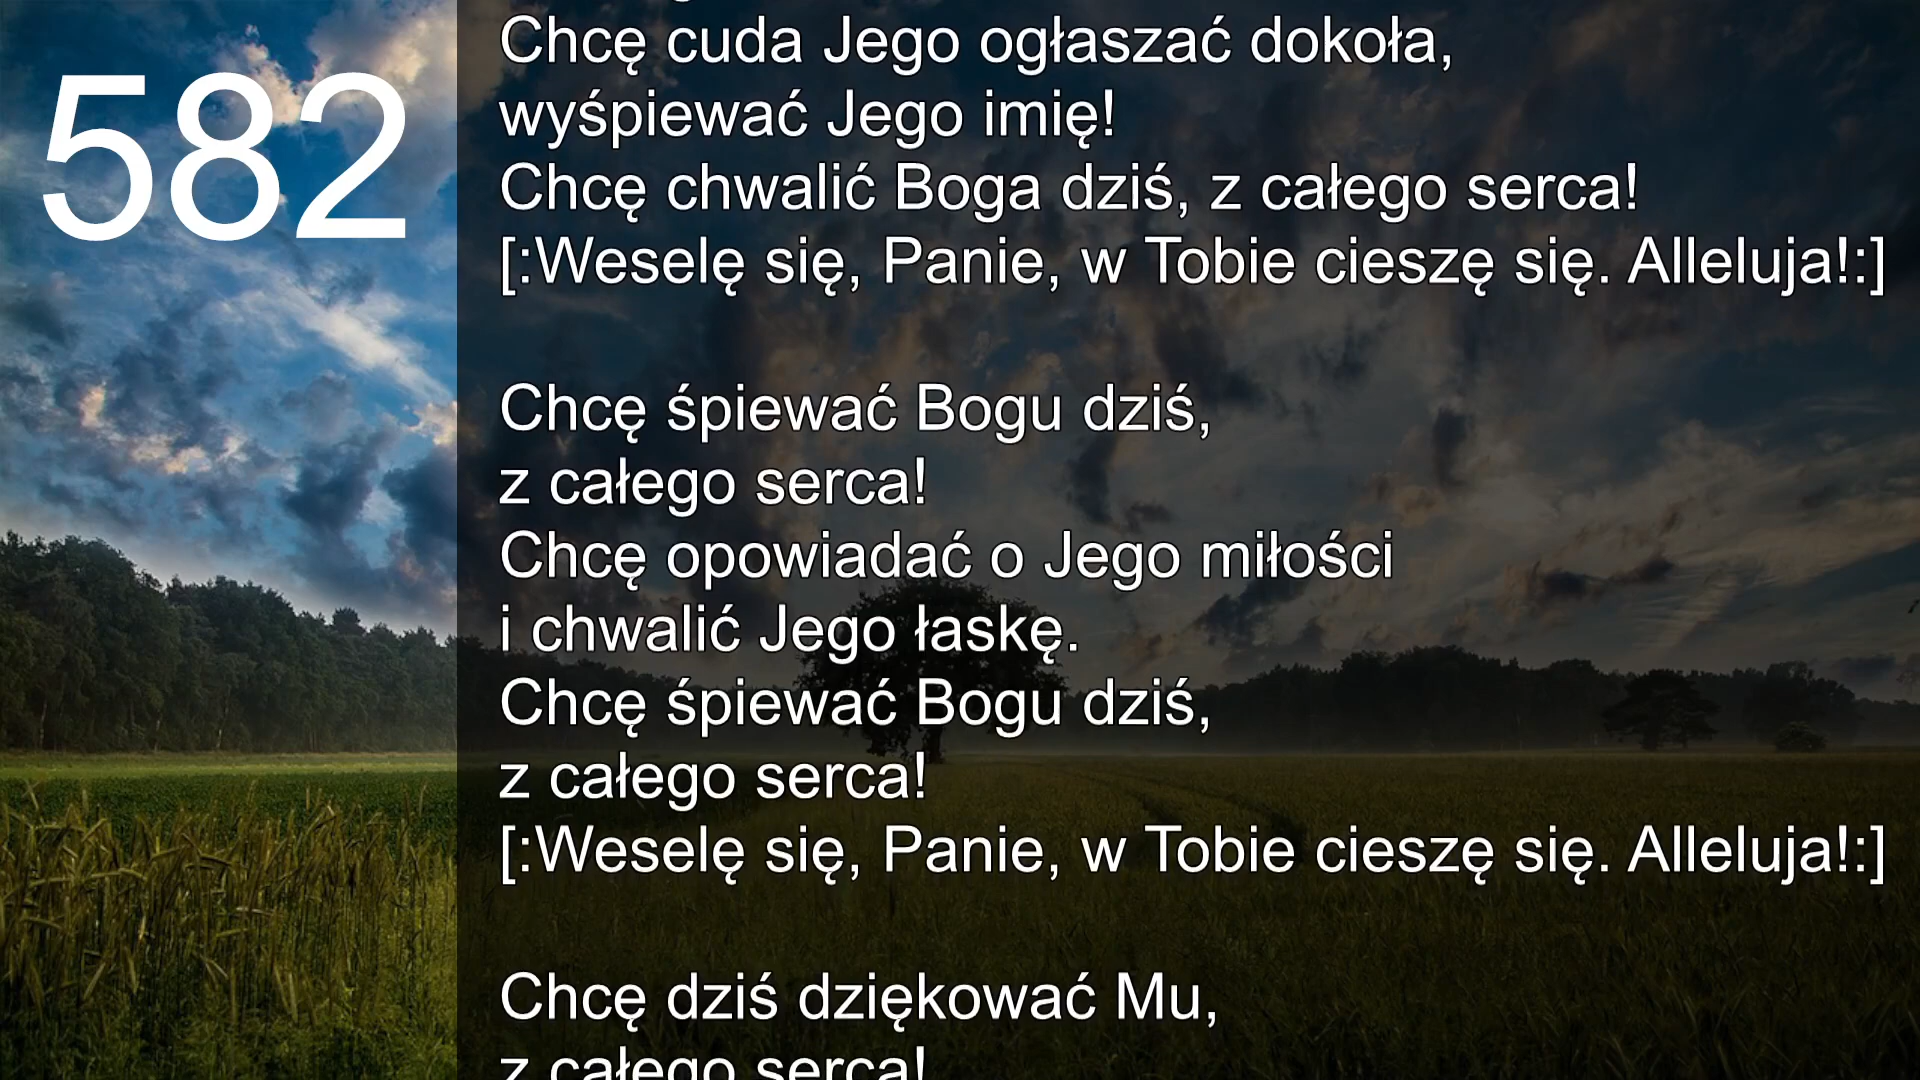 582
Chcę cuda Jego ogłaszać dokoła,
wyśpiewać Jego imię!
Chcę chwalić Boga dziś, z całego serca!
[:Weselę się, Panie, w Tobie cieszę się. Alleluja!:]
Chcę śpiewać Bogu dziś,
z całego serca!
Chcę opowiadać o Jego miłości
i chwalić Jego łaskę.
Chcę śpiewać Bogu dziś,
z całego serca!
[:Weselę się, Panie, w Tobie cieszę się. Alleluja!:]
Chcę dziś dziękować Mu,
z całego serca!